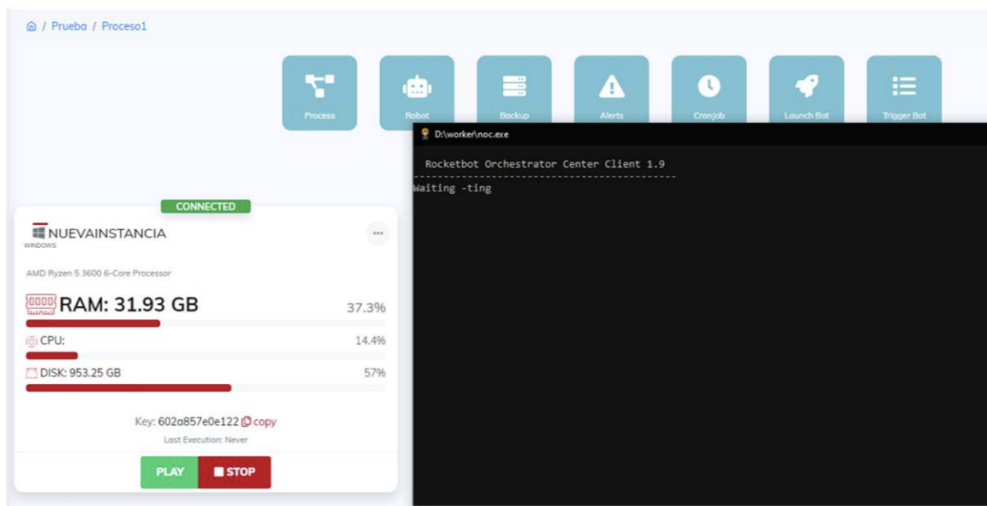 / Prueba / Proceso1
Process
Robot
Backup
Alerts
Cronjob
Launch Bot
Trigger Bot
D:\worker\noc.exe
Rocketbot Orchestrator Center Client 1.9
--------------------------------------------
Waiting -ting
CONNECTED
NUEVAINSTANCIA
WINDOWS
AMD Ryzen 5 3600 6-Core Processor
RAM: 31.93 GB 37.3%
CPU: 14.4%
DISK: 953.25 GB 57%
Key: 602a857e0e122 copy
Last Execution: Never
PLAY STOP